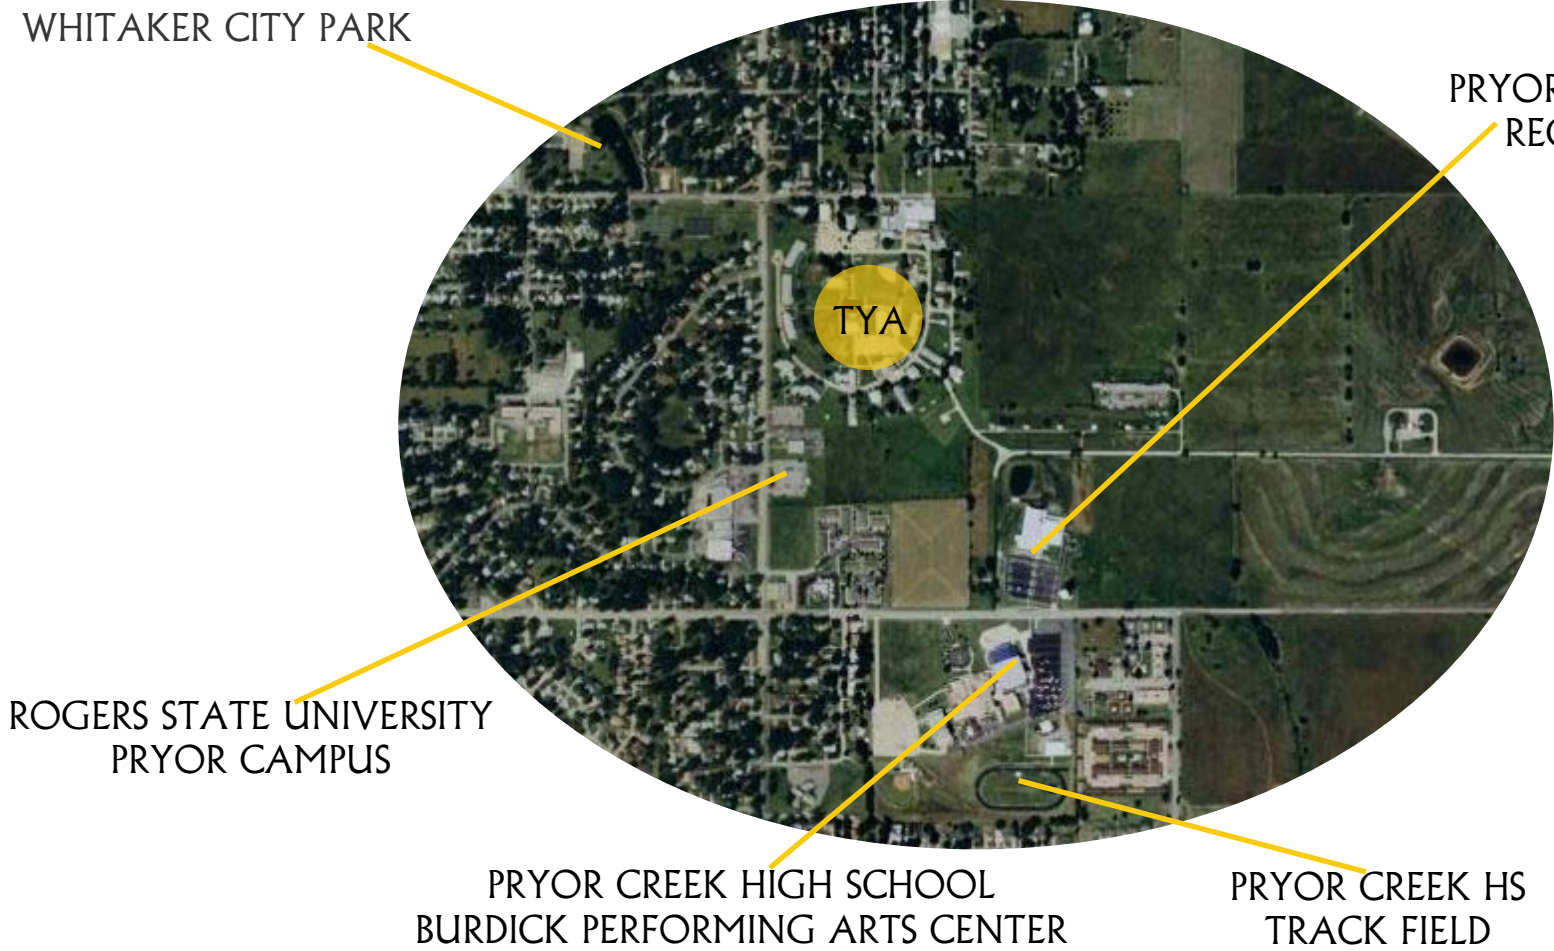 WHITAKER CITY PARK
PRYOR
TYA
ROGERS STATE UNIVERSITY
PRYOR CAMPUS
PRYOR CREEK HIGH SCHOOL
BURDICK PERFORMING ARTS CENTER
PRYOR CREEK HS
TRACK FIELD